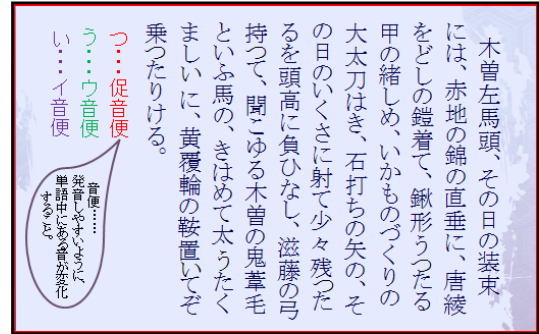 木曽左馬頭、その日の装束
には、赤地の錦の直垂に、唐綾
をどしの鎧着て、鍬形うつたる
甲の緒しめ、いかものづくりの
大太刀はき、石打ちの矢の、そ
の日のいくさに射て少々残つた
るを頭高に負ひなし、滋藤の弓
持つて、聞こゆる木曽の鬼葦毛
といふ馬の、きはめて太うたく
ましいに、黄覆輪の鞍置いてぞ
乗つたりける。
つ・・・促音便
う・・・ウ音便
い・・・イ音便
音便……
発音しやすいように、
単語中にある音が変化
すること。